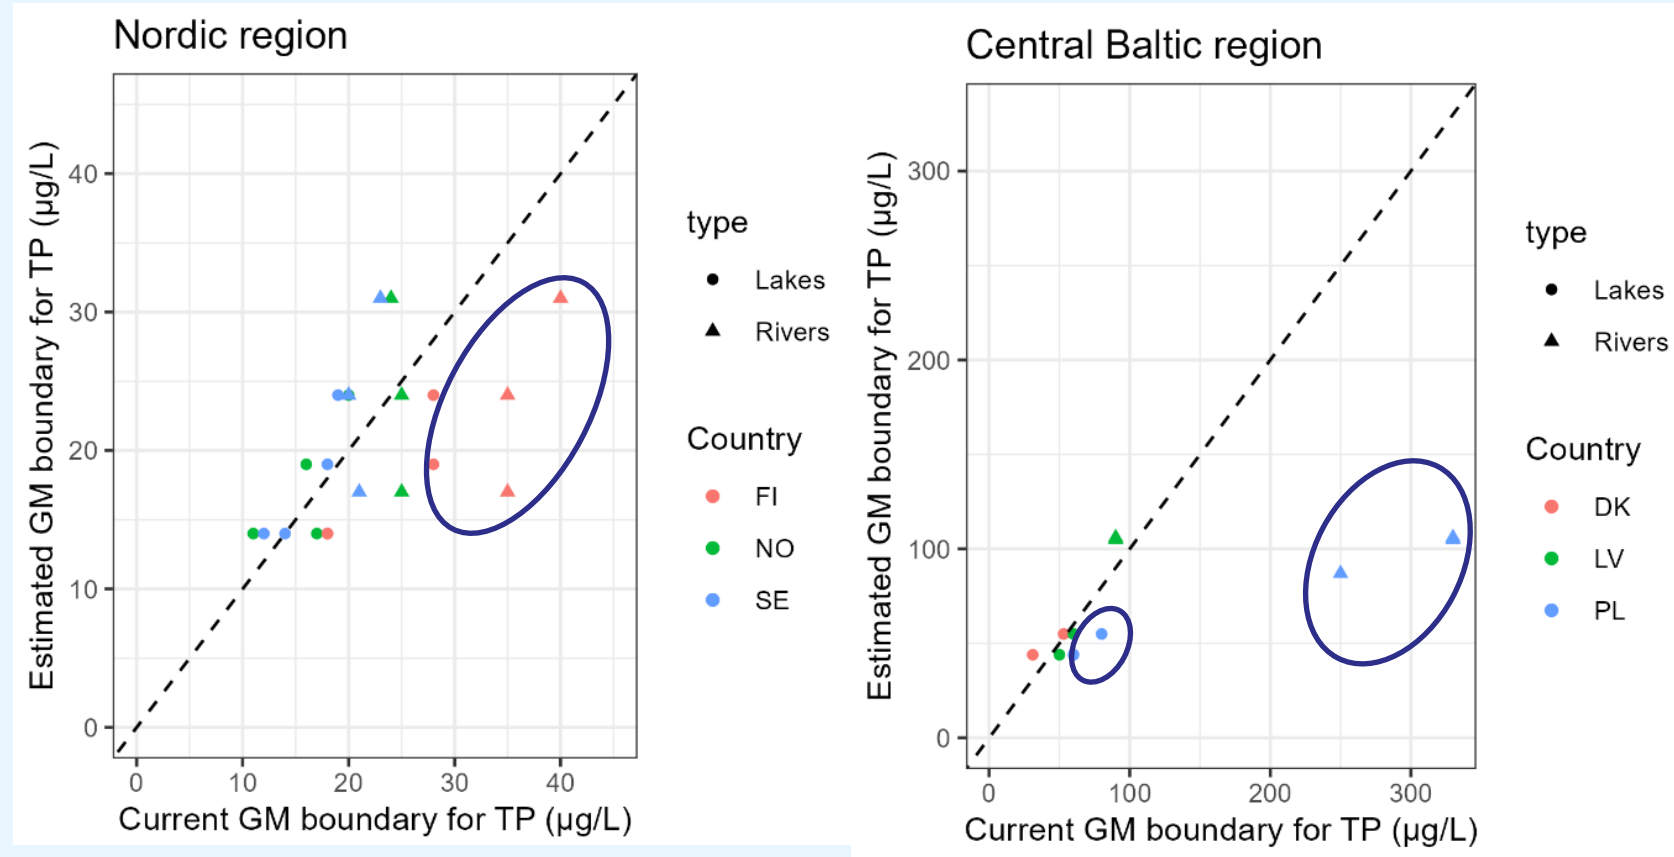 Nordic region
Estimated GM boundary for TP (µg/L)
40
30
20
10
0
0 10 20 30 40
Current GM boundary for TP (µg/L)
type
Lakes
Rivers
Country
FI
NO
SE
Central Baltic region
Estimated GM boundary for TP (µg/L)
300
200
100
0
0 100 200 300
Current GM boundary for TP (µg/L)
type
Lakes
Rivers
Country
DK
LV
PL